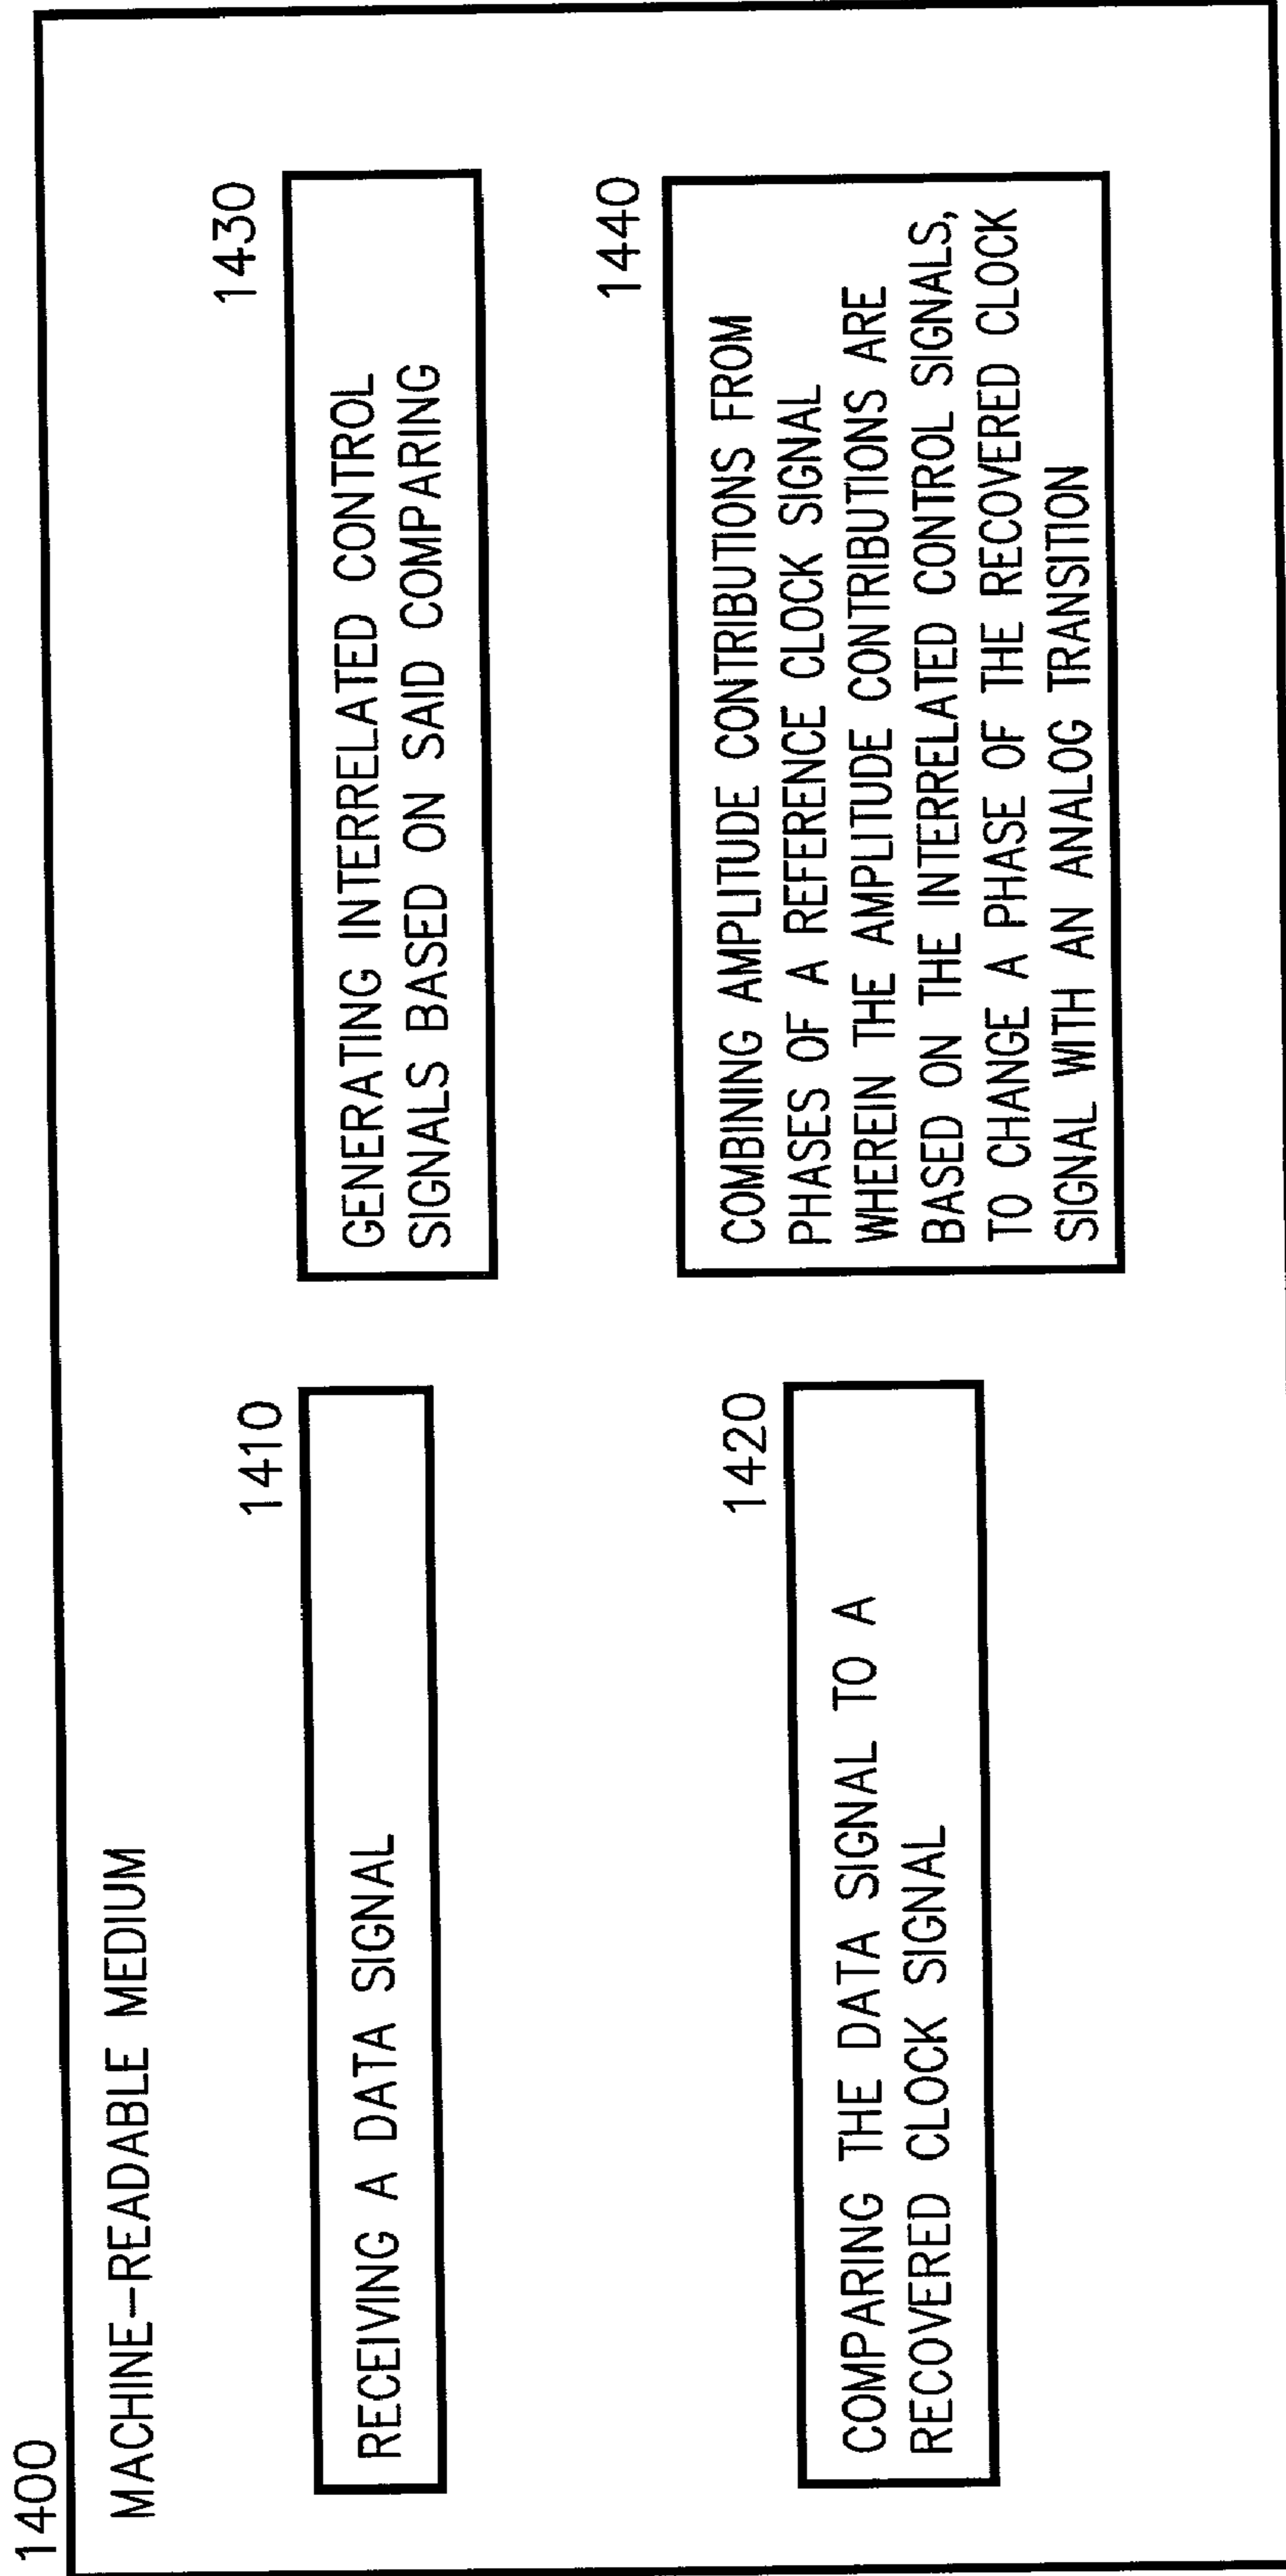 1400
MACHINE-READABLE MEDIUM
1410
RECEIVING A DATA SIGNAL
1420
COMPARING THE DATA SIGNAL TO A
RECOVERED CLOCK SIGNAL
1430
GENERATING INTERRELATED CONTROL
SIGNALS BASED ON SAID COMPARING
1440
COMBINING AMPLITUDE CONTRIBUTIONS FROM
PHASES OF A REFERENCE CLOCK SIGNAL
WHEREIN THE AMPLITUDE CONTRIBUTIONS ARE
BASED ON THE INTERRELATED CONTROL SIGNALS,
TO CHANGE A PHASE OF THE RECOVERED CLOCK
SIGNAL WITH AN ANALOG TRANSITION